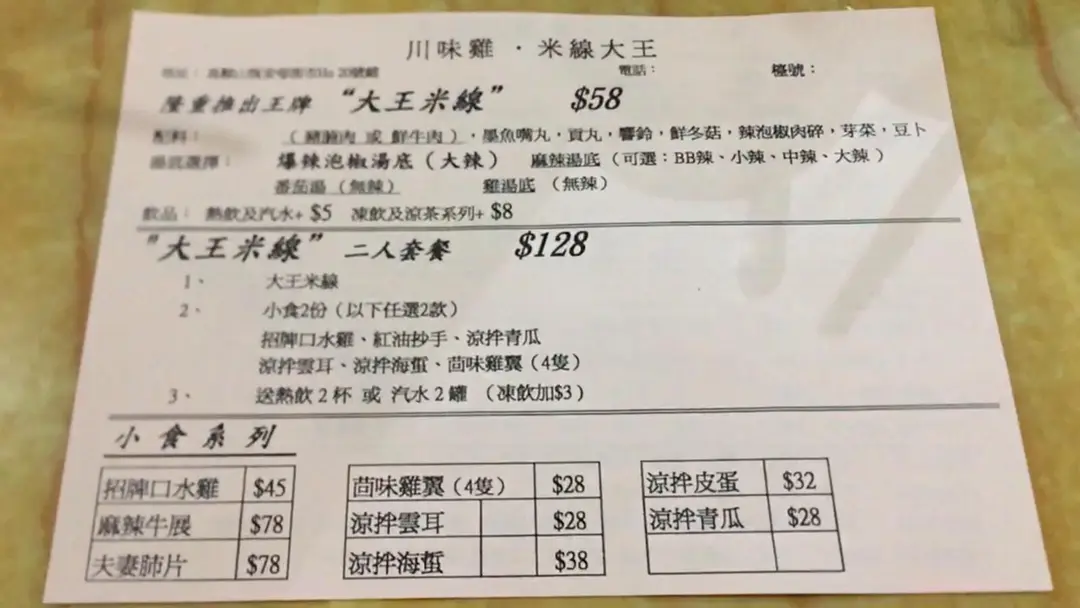 川味雞 · 米線大王
地址： 20號舖 電話： 檯號：
隆重推出王牌 “大王米線” $58
配料： （豬腩肉 或 鮮牛肉），墨魚嘴丸，貢丸，響鈴，鮮冬菇，辣泡椒肉碎，芽菜，豆卜
湯底選擇： 爆辣泡椒湯底（大辣） 麻辣湯底（可選：BB辣、小辣、中辣、大辣）
番茄湯（無辣） 雞湯底 （無辣）
飲品： 熱飲及汽水+ $5 凍飲及涼茶系列+ $8
“大王米線” 二人套餐 $128
1、 大王米線
2、 小食2份（以下任選2款）
招牌口水雞、紅油抄手、涼拌青瓜
涼拌雲耳、涼拌海蜇、茴味雞翼（4隻）
3、 送熱飲 2 杯 或 汽水 2 罐 （凍飲加$3）
小食系列
招牌口水雞 $45 茴味雞翼（4隻） $28 涼拌皮蛋 $32
麻辣牛展 $78 涼拌雲耳 $28 涼拌青瓜 $28
夫妻肺片 $78 涼拌海蜇 $38